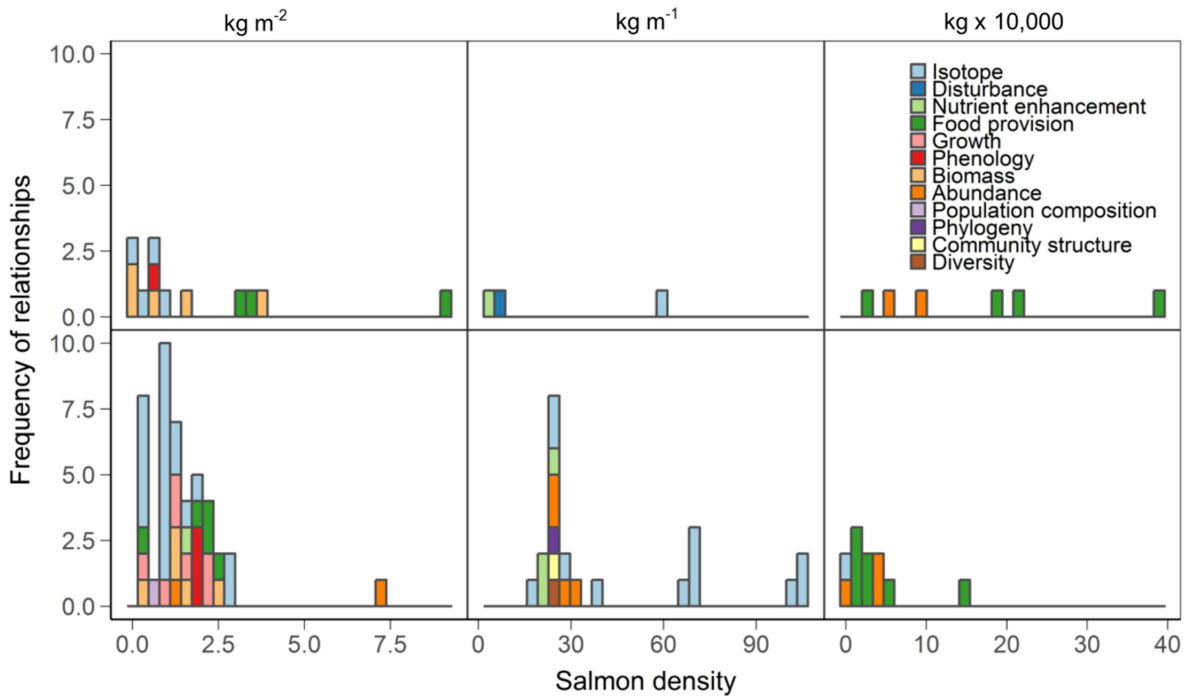 kg m-2
kg m-1
kg x 10,000
10.0
7.5
5.0
2.5
0.0
Isotope
Disturbance
Nutrient enhancement
Food provision
Growth
Phenology
Biomass
Abundance
Population composition
Phylogeny
Community structure
Diversity
Frequency of relationships
10.0
7.5
5.0
2.5
0.0
0.0 2.5 5.0 7.5
0 30 60 90
0 10 20 30 40
Salmon density